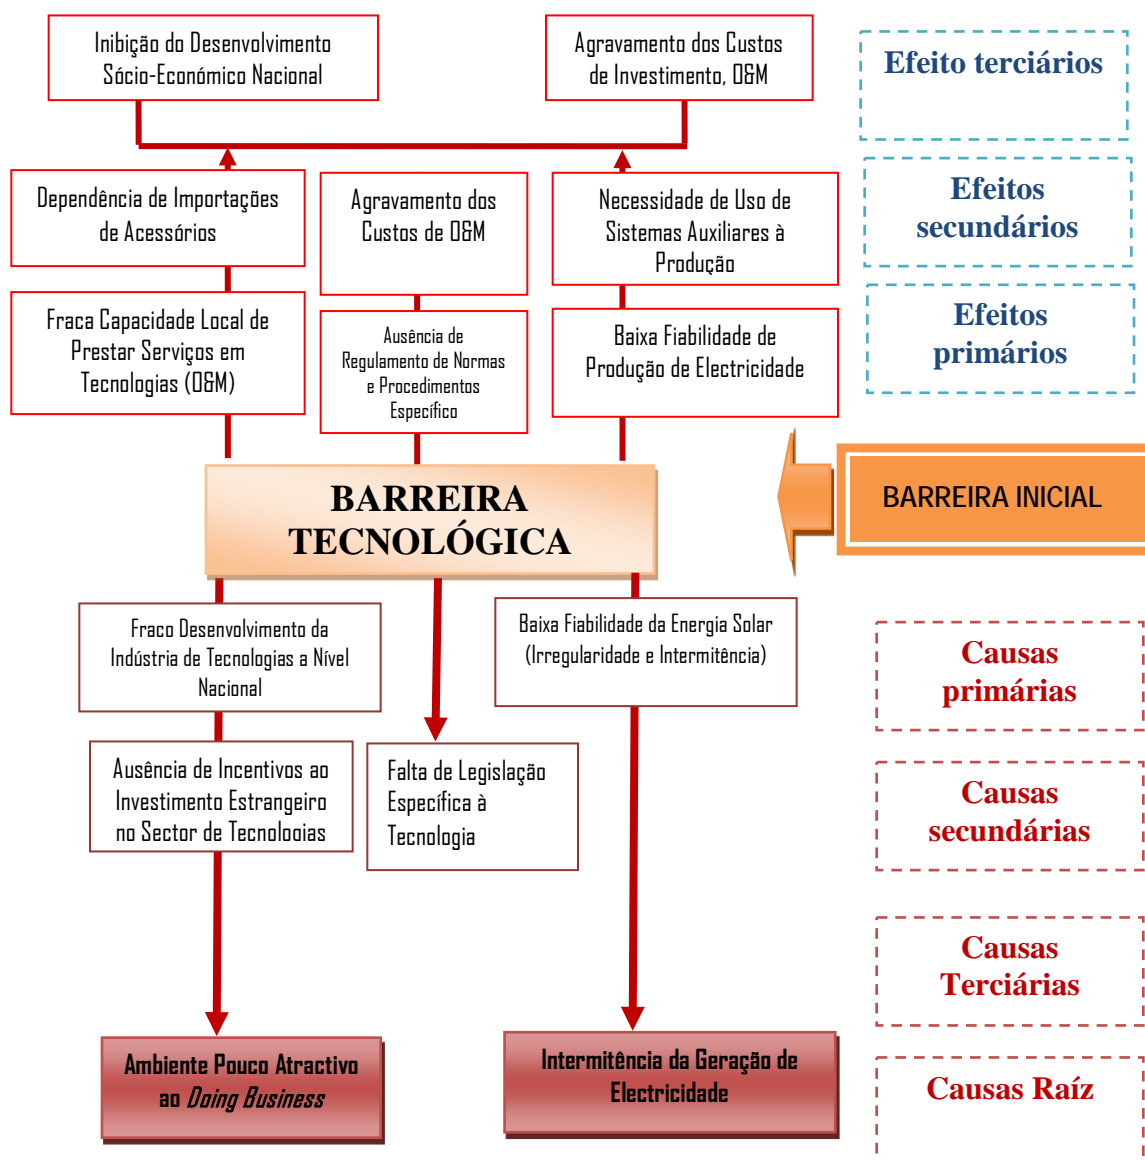 Inibição do Desenvolvimento
Sócio-Económico Nacional
Agravamento dos Custos
de Investimento, O&M
Efeito terciários
Dependência de Importações
de Acessórios
Agravamento dos
Custos de O&M
Necessidade de Uso de
Sistemas Auxiliares à
Produção
Efeitos
secundários
Fraca Capacidade Local de
Prestar Serviços em
Tecnologias (O&M)
Ausência de
Regulamento de Normas
e Procedimentos
Específico
Baixa Fiabilidade de
Produção de Electricidade
Efeitos
primários
BARREIRA
TECNOLÓGICA
BARREIRA INICIAL
Fraco Desenvolvimento da
Indústria de Tecnologias a Nível
Nacional
Baixa Fiabilidade da Energia Solar
(Irregularidade e Intermitência)
Causas
primárias
Ausência de Incentivos ao
Investimento Estrangeiro
no Sector de Tecnologias
Falta de Legislação
Específica à
Tecnologia
Causas
secundárias
Causas
Terciárias
Ambiente Pouco Atractivo
ao Doing Business
Intermitência da Geração de
Electricidade
Causas Raíz